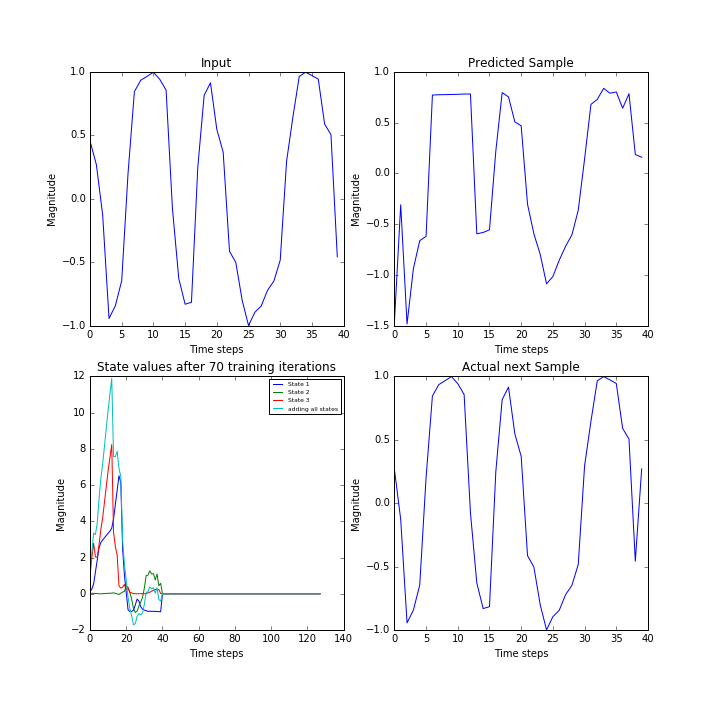 Input
Magnitude
1.0
0.5
0.0
−0.5
−1.0
0 5 10 15 20 25 30 35 40
Time steps
Predicted Sample
Magnitude
1.0
0.5
0.0
−0.5
−1.0
−1.5
0 5 10 15 20 25 30 35 40
Time steps
State values after 70 training iterations
Magnitude
12
10
8
6
4
2
0
−2
0 20 40 60 80 100 120 140
Time steps
State 1
State 2
State 3
adding all states
Actual next Sample
Magnitude
1.0
0.5
0.0
−0.5
−1.0
0 5 10 15 20 25 30 35 40
Time steps